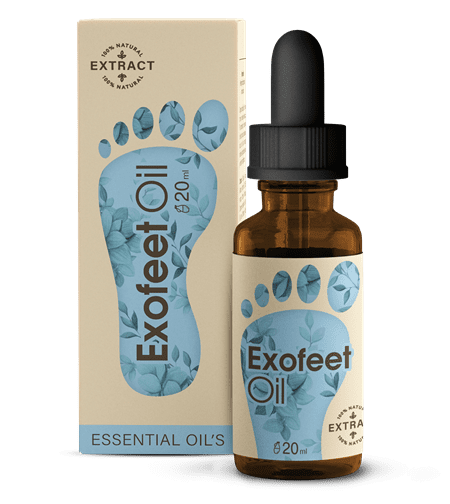 100% NATURAL
EXTRACT
100% NATURAL
Exofeet Oil
20 ml
ESSENTIAL OIL'S
Exofeet
Oil
20 ml
100% NATURAL
EXTRACT
100% NATURAL